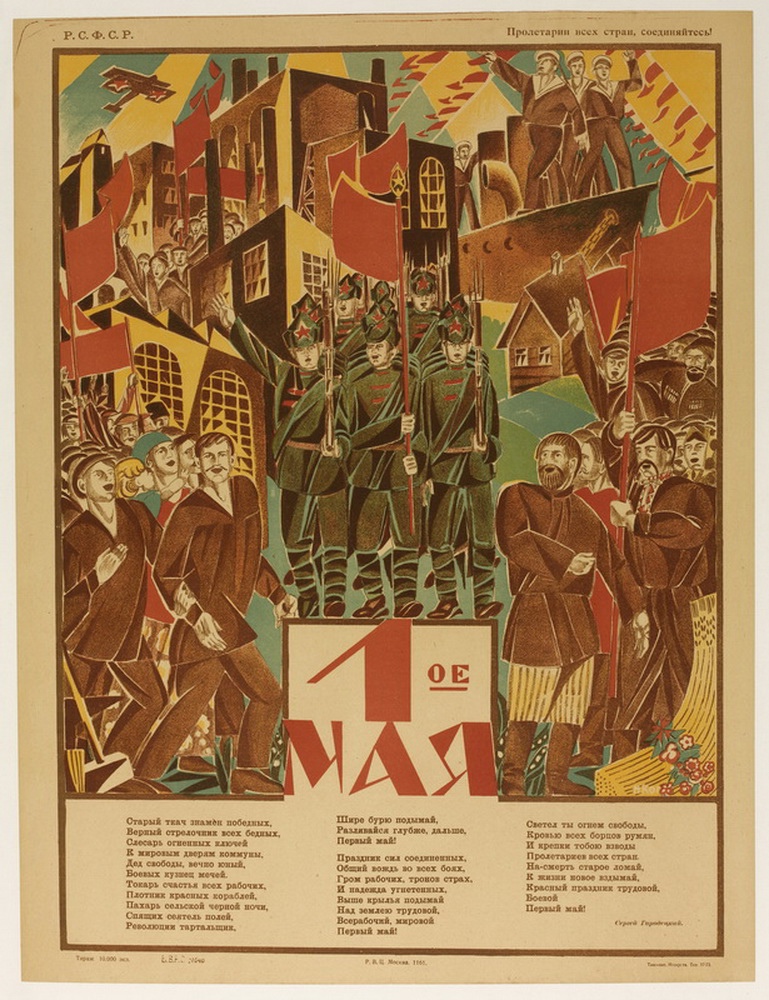 Р. С. Ф. С. Р.
Пролетарии всех стран, соединяйтесь!
1 ое
МАЯ
Старый ткач знамён победных,
Верный стрелочник всех бедных,
Слесарь огненных ключей
К мировым дверям коммуны,
Дед свободы, вечно юный,
Боевых кузнец мечей.
Токарь счастья всех рабочих,
Плотник красных кораблей,
Пахарь сельской черной ночи,
Спящих сеятель полей,
Революции тартальщик,
Шире бурю подымай,
Разливайся глубже, дальше,
Первый май!
Праздник сил соединенных,
Общий вождь во всех боях,
Гром рабочих, тронов страх,
И надежда угнетенных,
Выше крылья подымай
Над землею трудовой,
Всерабочий, мировой
Первый май!
Светел ты огнем свободы,
Кровью всех борцов румян,
И крепки тобою взводы
Пролетариев всех стран.
На-смерть старое ломай,
К жизни новое вздымай,
Красный праздник трудовой,
Боевой
Первый май!
Сергей Городецкий.
Тираж 10.000 экз.
Р. В. Ц. Москва.